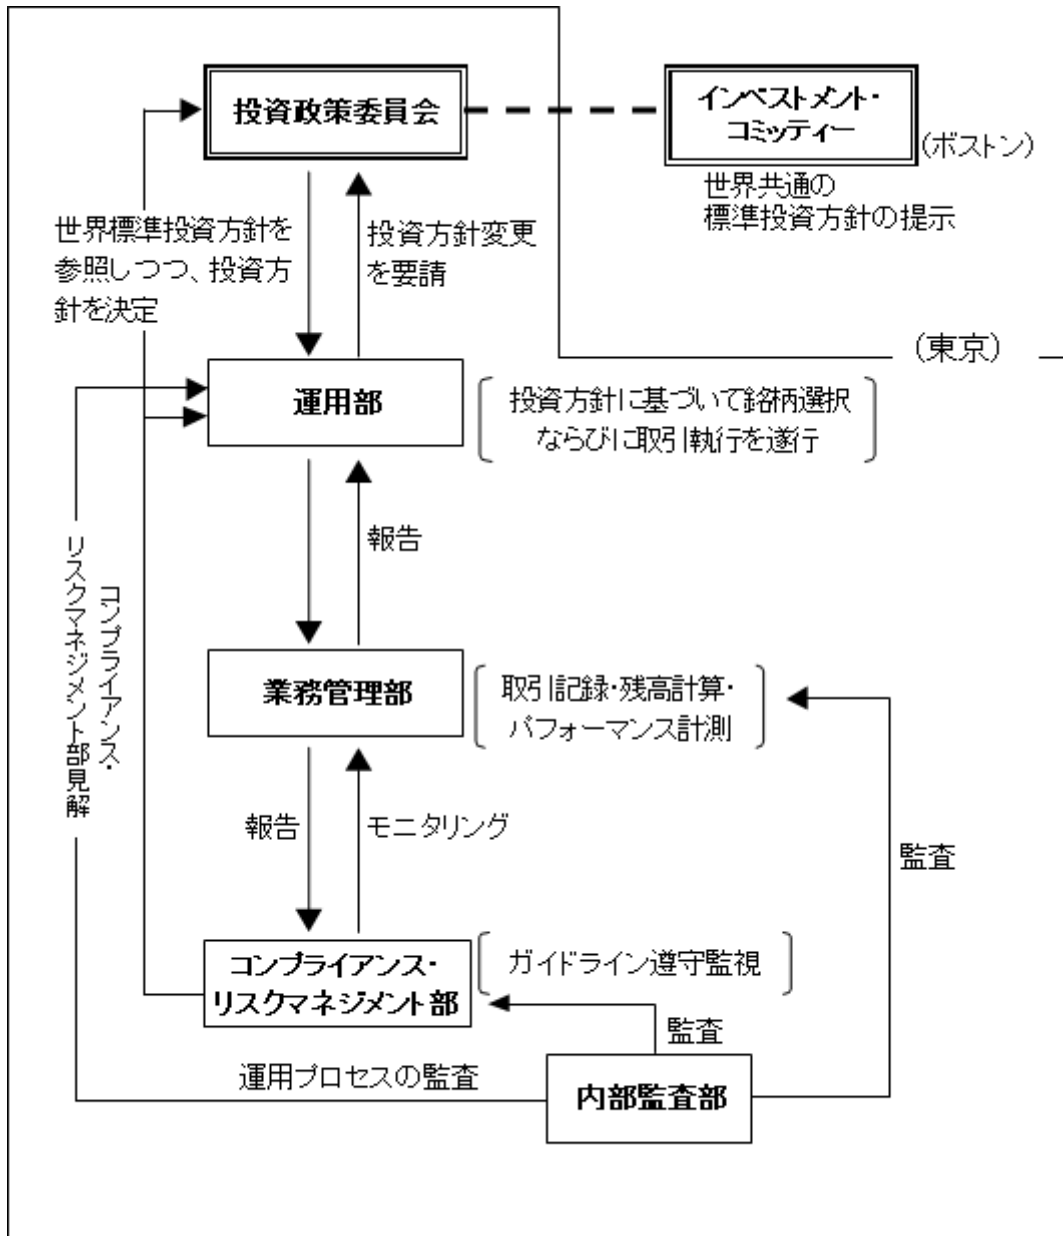 投資政策委員会
インベストメント・
コミッティー
(ボストン)
世界共通の
標準投資方針の提示
世界標準投資方針を
参照しつつ、投資方
針を決定
投資方針変更
を要請
(東京)
運用部
投資方針に基づいて銘柄選択
ならびに取引執行を遂行
報告
コンプライアンス・
リスクマネジメント部見解
業務管理部
取引記録・残高計算・
パフォーマンス計測
報告
モニタリング
監査
コンプライアンス・
リスクマネジメント部
ガイドライン遵守監視
監査
運用プロセスの監査
内部監査部